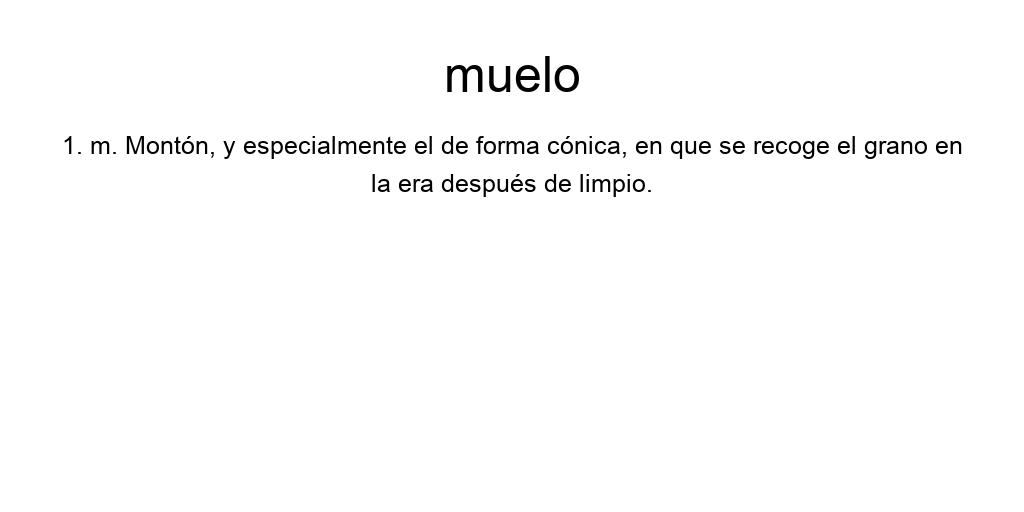 muelo
1. m. Montón, y especialmente el de forma cónica, en que se recoge el grano en
la era después de limpio.